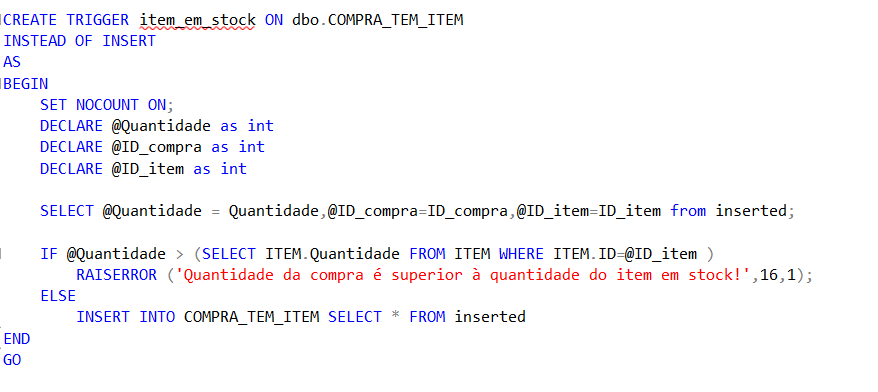 CREATE TRIGGER item_em_stock ON dbo.COMPRA_TEM_ITEM
INSTEAD OF INSERT
AS
BEGIN
SET NOCOUNT ON;
DECLARE @Quantidade as int
DECLARE @ID_compra as int
DECLARE @ID_item as int
SELECT @Quantidade = Quantidade,@ID_compra=ID_compra,@ID_item=ID_item from inserted;
IF @Quantidade > (SELECT ITEM.Quantidade FROM ITEM WHERE ITEM.ID=@ID_item )
RAISERROR ('Quantidade da compra é superior à quantidade do item em stock!',16,1);
ELSE
INSERT INTO COMPRA_TEM_ITEM SELECT * FROM inserted
END
GO